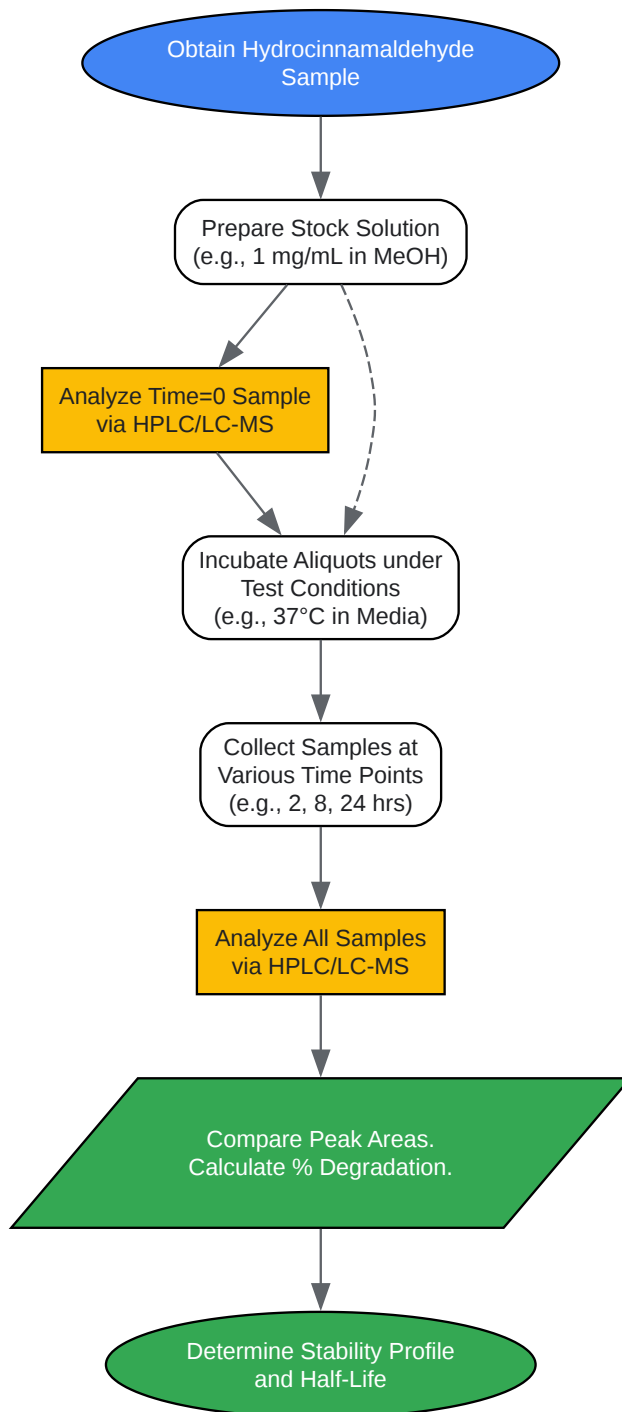 Obtain Hydrocinnamaldehyde
Sample
Prepare Stock Solution
(e.g., 1 mg/mL in MeOH)
Analyze Time=0 Sample
via HPLC/LC-MS
Incubate Aliquots under
Test Conditions
(e.g., 37°C in Media)
Collect Samples at
Various Time Points
(e.g., 2, 8, 24 hrs)
Analyze All Samples
via HPLC/LC-MS
Compare Peak Areas.
Calculate % Degradation.
Determine Stability Profile
and Half-Life